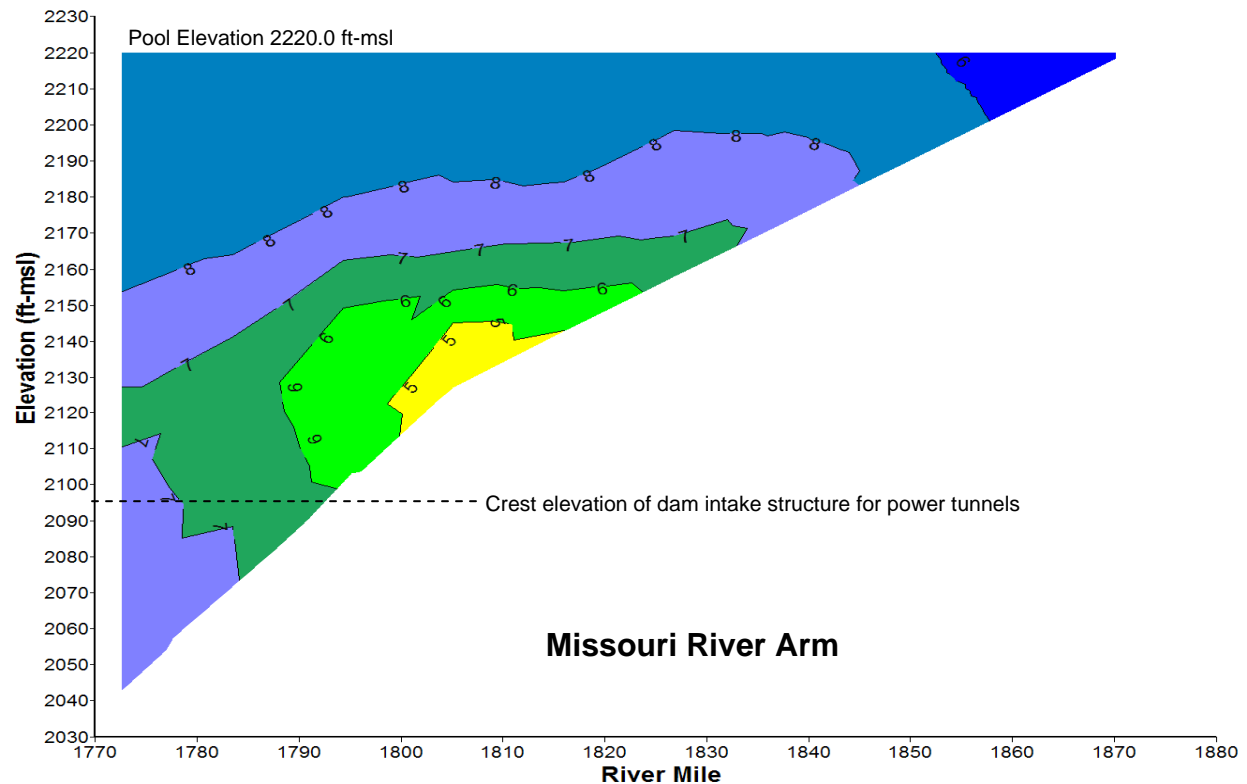 2230
Pool Elevation 2220.0 ft-msl
2220
9
2210
2200
8 8 8
2190
8 8 8
2180
8
2170
8 7 7
8 7 7
2160
6 6
2150
7 6 6
5
2140
6 5
7
2130
6 5
2120
6
2110
7
2100
7
Crest elevation of dam intake structure for power tunnels
2090
7
2080
2070
2060
Missouri River Arm
2050
2040
2030
Elevation (ft-msl)
1770 1780 1790 1800 1810 1820 1830 1840 1850 1860 1870 1880
River Mile